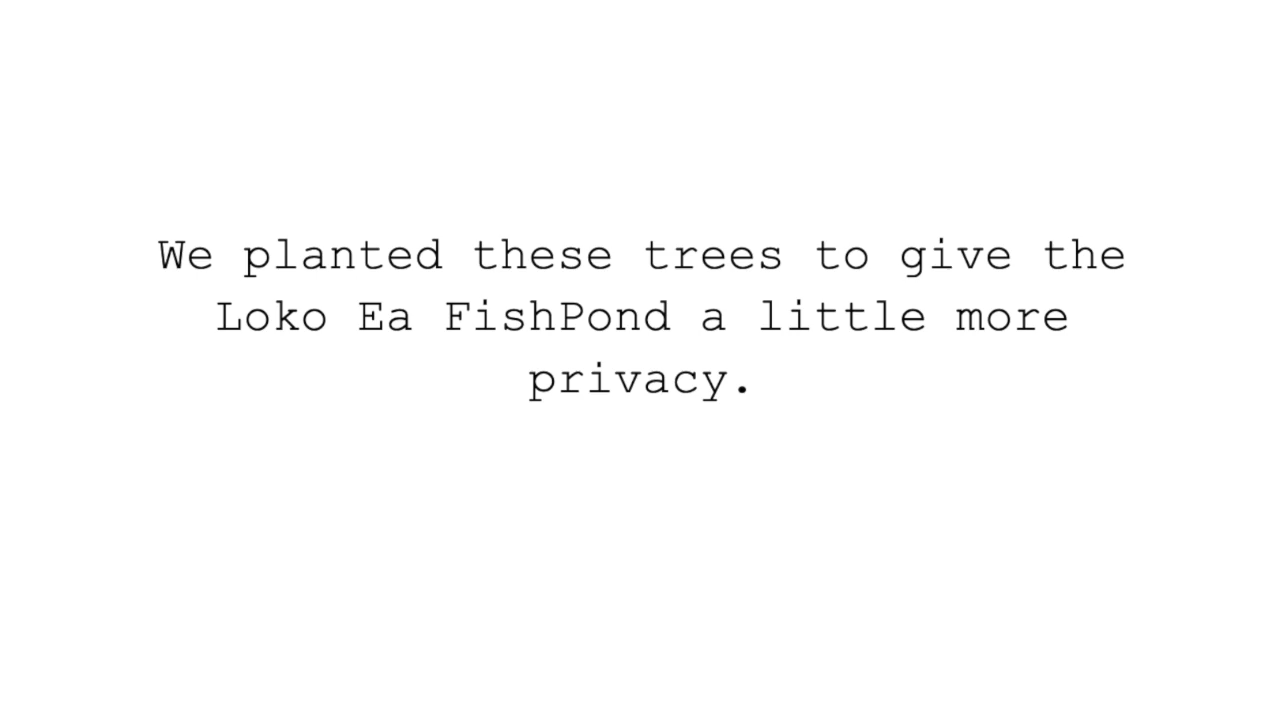 We planted these trees to give the
Loko Ea FishPond a little more
privacy.